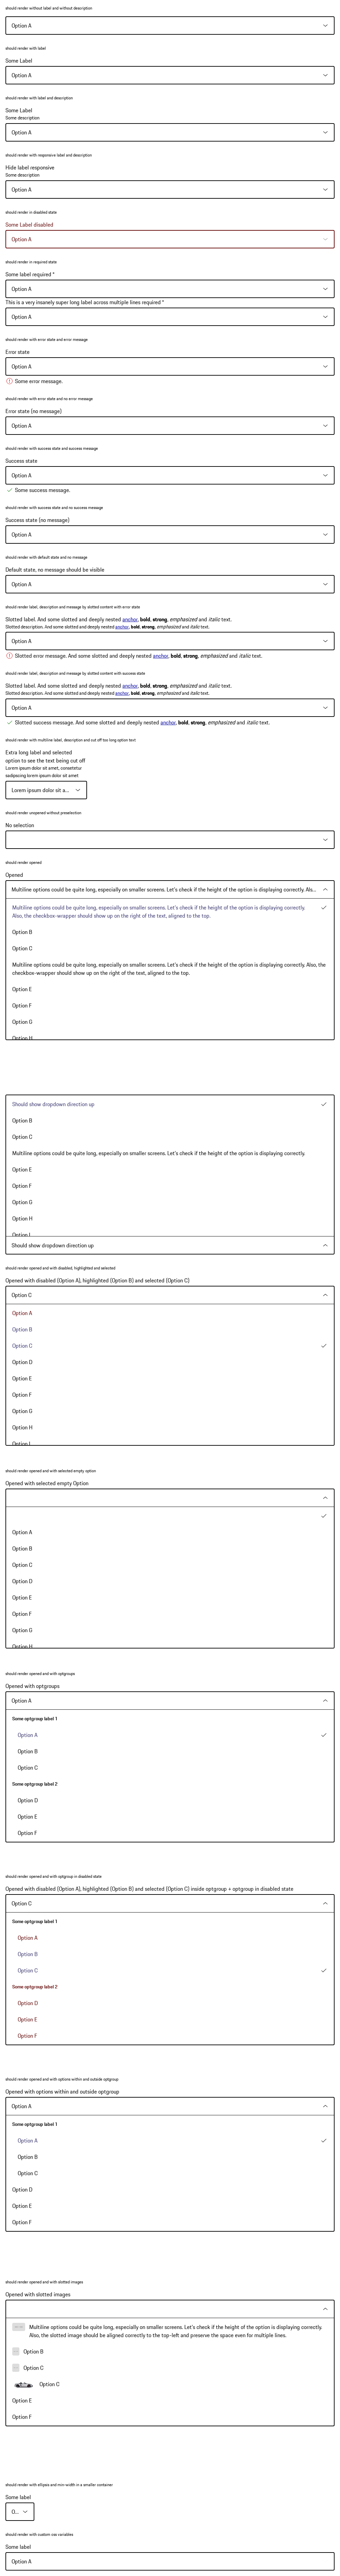 should render without label and without description
Option A
should render with label
Some Label
Option A
should render with label and description
Some Label
Some description
Option A
should render with responsive label and description
Hide label responsive
Some description
Option A
should render in disabled state
Some Label disabled
Option A
should render in required state
Some label required *
Option A
This is a very insanely super long label across multiple lines required *
Option A
should render with error state and error message
Error state
Option A
Some error message.
should render with error state and no error message
Error state (no message)
Option A
should render with success state and success message
Success state
Option A
Some success message.
should render with success state and no success message
Success state (no message)
Option A
should render with default state and no message
Default state, no message should be visible
Option A
should render label, description and message by slotted content with error state
Slotted label. And some slotted and deeply nested anchor, bold, strong, emphasized and italic text.
Slotted description. And some slotted and deeply nested anchor, bold, strong, emphasized and italic text.
Option A
Slotted error message. And some slotted and deeply nested anchor, bold, strong, emphasized and italic text.
should render label, description and message by slotted content with success state
Slotted label. And some slotted and deeply nested anchor, bold, strong, emphasized and italic text.
Slotted description. And some slotted and deeply nested anchor, bold, strong, emphasized and italic text.
Option A
Slotted success message. And some slotted and deeply nested anchor, bold, strong, emphasized and italic text.
should render with multiline label, description and cut off too long option text
Extra long label and selected
option to see the text being cut off
Lorem ipsum dolor sit amet, consetetur
sadipscing lorem ipsum dolor sit amet
Lorem ipsum dolor sit a...
should render unopened without preselection
No selection
should render opened
Opened
Multiline options could be quite long, especially on smaller screens. Let's check if the height of the option is displaying correctly. Als...
Multiline options could be quite long, especially on smaller screens. Let's check if the height of the option is displaying correctly.
Also, the checkbox-wrapper should show up on the right of the text, aligned to the top.
Option B
Option C
Multiline options could be quite long, especially on smaller screens. Let's check if the height of the option is displaying correctly. Also, the
checkbox-wrapper should show up on the right of the text, aligned to the top.
Option E
Option F
Option G
Option H
Should show dropdown direction up
Option B
Option C
Multiline options could be quite long, especially on smaller screens. Let's check if the height of the option is displaying correctly.
Option E
Option F
Option G
Option H
Option I
Should show dropdown direction up
should render opened and with disabled, highlighted and selected
Opened with disabled (Option A), highlighted (Option B) and selected (Option C)
Option C
Option A
Option B
Option C
Option D
Option E
Option F
Option G
Option H
Option I
should render opened and with selected empty option
Opened with selected empty Option
Option A
Option B
Option C
Option D
Option E
Option F
Option G
Option H
should render opened and with optgroups
Opened with optgroups
Option A
Some optgroup label 1
Option A
Option B
Option C
Some optgroup label 2
Option D
Option E
Option F
should render opened and with optgroup in disabled state
Opened with disabled (Option A), highlighted (Option B) and selected (Option C) inside optgroup + optgroup in disabled state
Option C
Some optgroup label 1
Option A
Option B
Option C
Some optgroup label 2
Option D
Option E
Option F
should render opened and with options within and outside optgroup
Opened with options within and outside optgroup
Option A
Some optgroup label 1
Option A
Option B
Option C
Option D
Option E
Option F
should render opened and with slotted images
Opened with slotted images
Multiline options could be quite long, especially on smaller screens. Let's check if the height of the option is displaying correctly.
Also, the slotted image should be aligned correctly to the top-left and preserve the space even for multiple lines.
Option B
Option C
Option C
Option E
Option F
should render with ellipsis and min-width in a smaller container
Some label
O...
should render with custom css variables
Some label
Option A